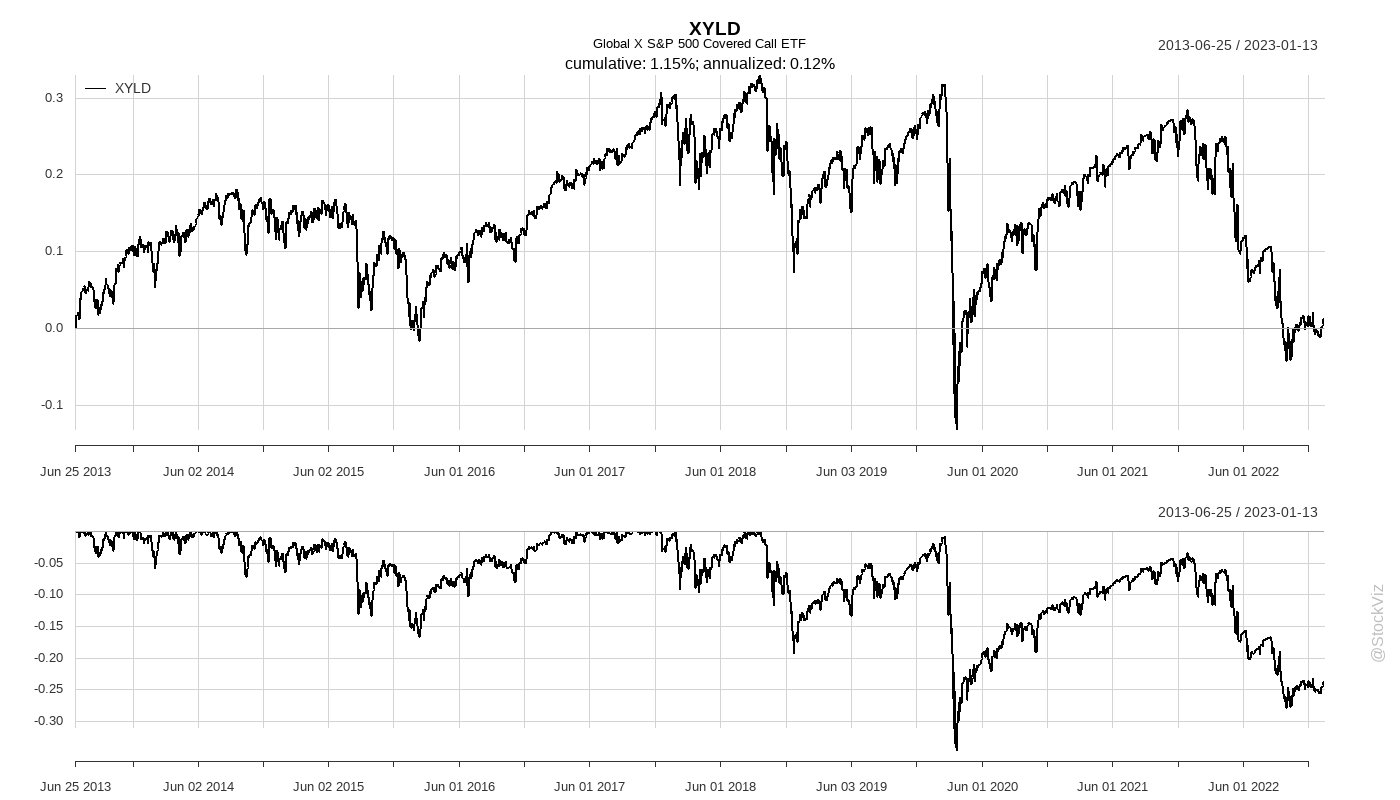 XYLD
Global X S&P 500 Covered Call ETF
2013-06-25 / 2023-01-13
cumulative: 1.15%; annualized: 0.12%
XYLD
0.3
0.2
0.1
0.0
-0.1
Jun 25 2013 Jun 02 2014 Jun 02 2015 Jun 01 2016 Jun 01 2017 Jun 01 2018 Jun 03 2019 Jun 01 2020 Jun 01 2021 Jun 01 2022
2013-06-25 / 2023-01-13
-0.05
-0.10
-0.15
-0.20
-0.25
-0.30
Jun 25 2013 Jun 02 2014 Jun 02 2015 Jun 01 2016 Jun 01 2017 Jun 01 2018 Jun 03 2019 Jun 01 2020 Jun 01 2021 Jun 01 2022
@StockViz